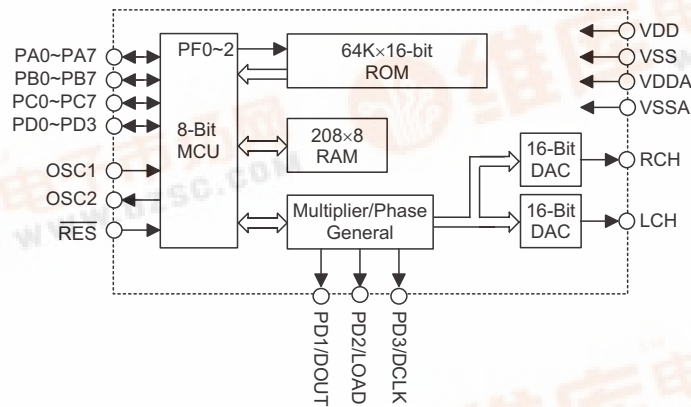 PA0~PA7
PB0~PB7
PC0~PC7
PD0~PD3
OSC1
OSC2
RES
PF0~2
8-Bit
MCU
64K×16-bit
ROM
208×8
RAM
Multiplier/Phase
General
16-Bit
DAC
16-Bit
DAC
VDD
VSS
VDDA
VSSA
RCH
LCH
PD1/DOUT
PD2/LOAD
PD3/DCLK